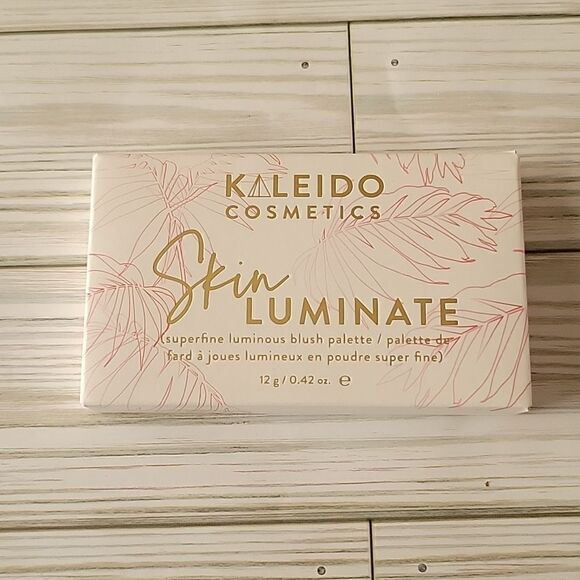 KALEIDO
COSMETICS
Skin
LUMINATE
(superfine luminous blush palette / palette de
fard à joues lumineux en poudre super fine)
12 g / 0.42 oz. ℮